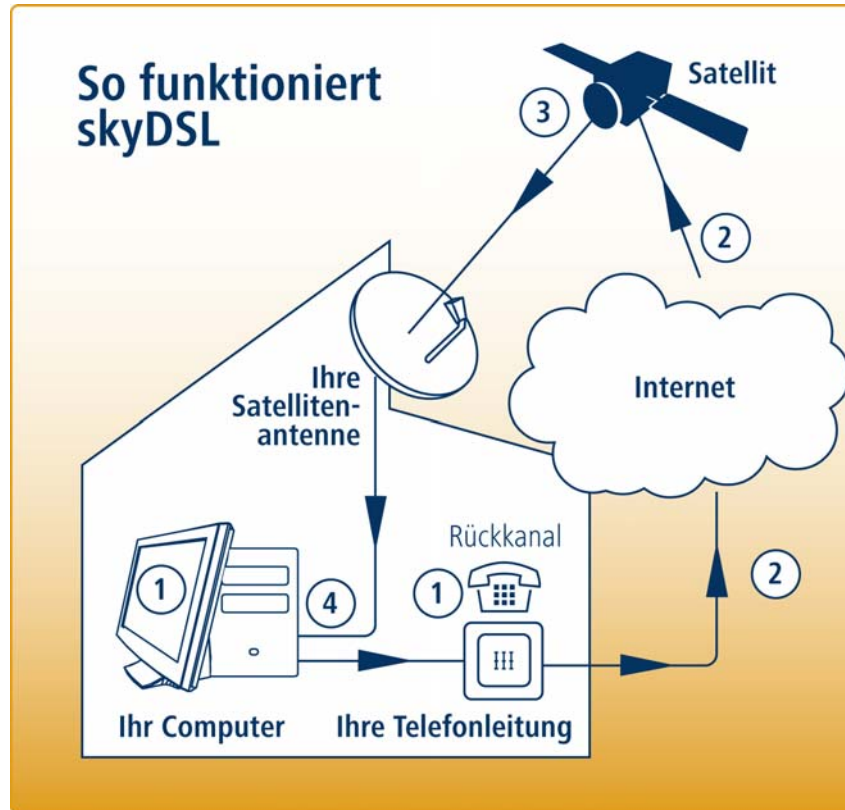 So funktioniert
skyDSL
Satellit
3
2
Ihre
Satelliten-
antenne
Internet
Rückkanal
1
4
1
2
Ihr Computer
Ihre Telefonleitung